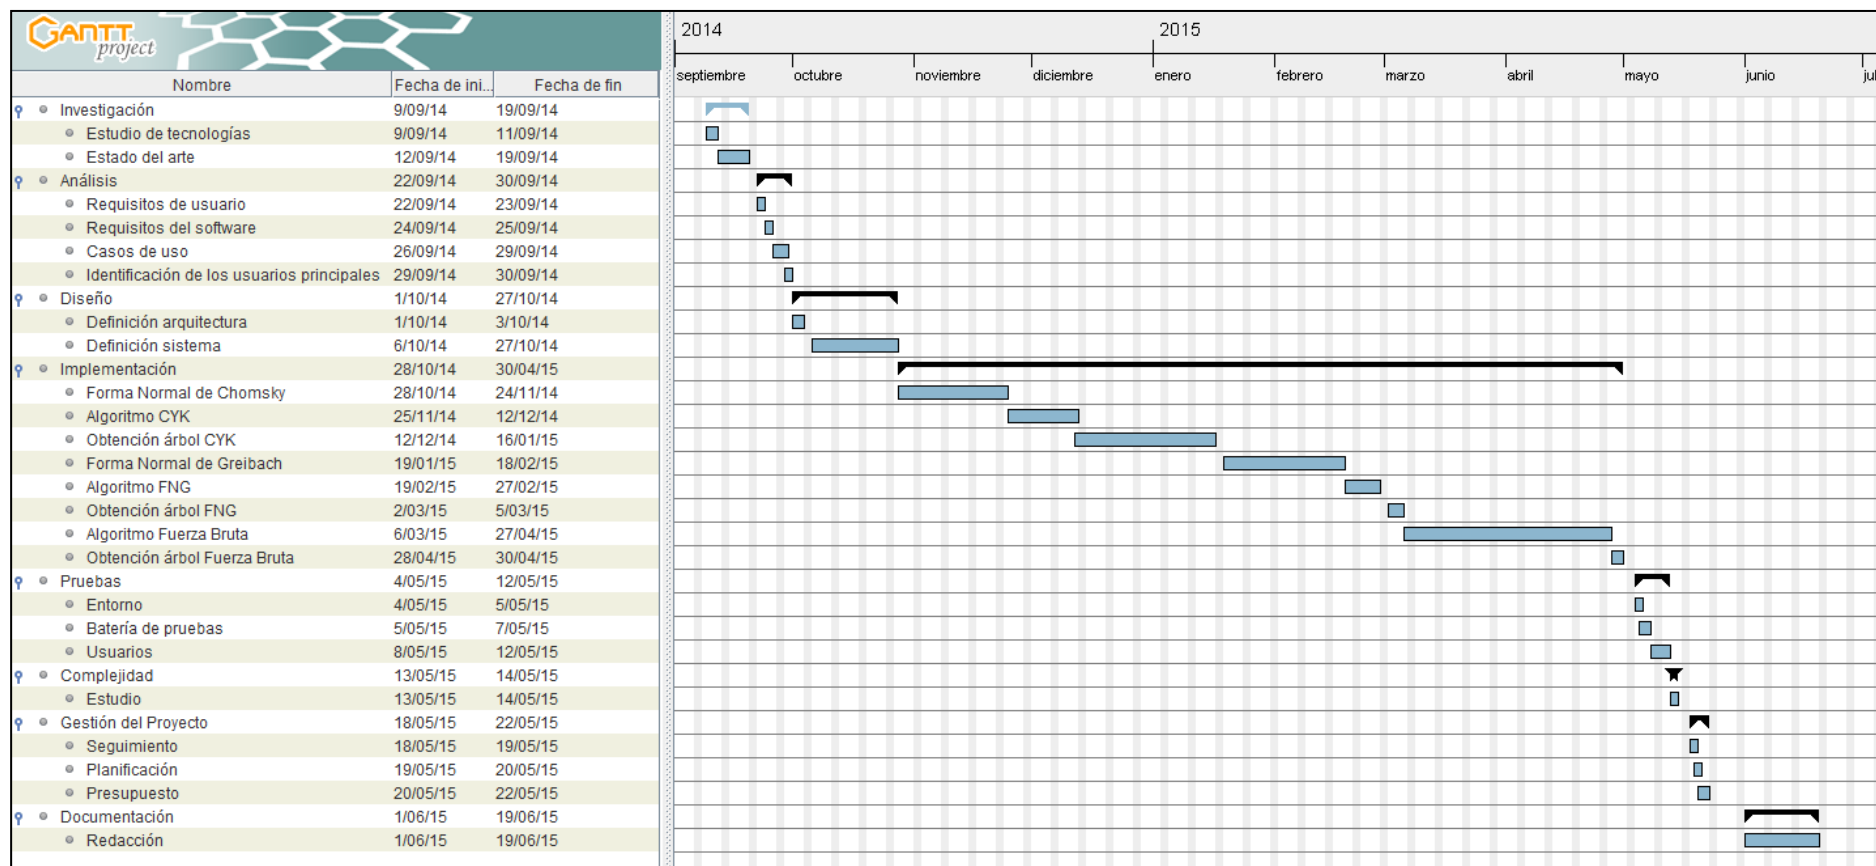 GANTT
project
2014 2015
septiembre octubre noviembre diciembre enero febrero marzo abril mayo junio jul
Nombre Fecha de ini... Fecha de fin
Investigación 9/09/14 19/09/14
Estudio de tecnologías 9/09/14 11/09/14
Estado del arte 12/09/14 19/09/14
Análisis 22/09/14 30/09/14
Requisitos de usuario 22/09/14 23/09/14
Requisitos del software 24/09/14 25/09/14
Casos de uso 26/09/14 29/09/14
Identificación de los usuarios principales 29/09/14 30/09/14
Diseño 1/10/14 27/10/14
Definición arquitectura 1/10/14 3/10/14
Definición sistema 6/10/14 27/10/14
Implementación 28/10/14 30/04/15
Forma Normal de Chomsky 28/10/14 24/11/14
Algoritmo CYK 25/11/14 12/12/14
Obtención árbol CYK 12/12/14 16/01/15
Forma Normal de Greibach 19/01/15 18/02/15
Algoritmo FNG 19/02/15 27/02/15
Obtención árbol FNG 2/03/15 5/03/15
Algoritmo Fuerza Bruta 6/03/15 27/04/15
Obtención árbol Fuerza Bruta 28/04/15 30/04/15
Pruebas 4/05/15 12/05/15
Entorno 4/05/15 5/05/15
Batería de pruebas 5/05/15 7/05/15
Usuarios 8/05/15 12/05/15
Complejidad 13/05/15 14/05/15
Estudio 13/05/15 14/05/15
Gestión del Proyecto 18/05/15 22/05/15
Seguimiento 18/05/15 19/05/15
Planificación 19/05/15 20/05/15
Presupuesto 20/05/15 22/05/15
Documentación 1/06/15 19/06/15
Redacción 1/06/15 19/06/15